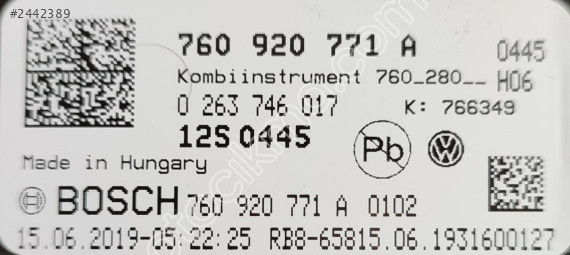 #2442389
760 920 771 A 0445
Kombiinstrument 760_280__ H06
0 263 746 017 K: 766349
12S 0445
Pb
Made in Hungary
BOSCH 760 920 771 A 0102
15.06.2019-05:22:25 RB8-65815.06.1931600127